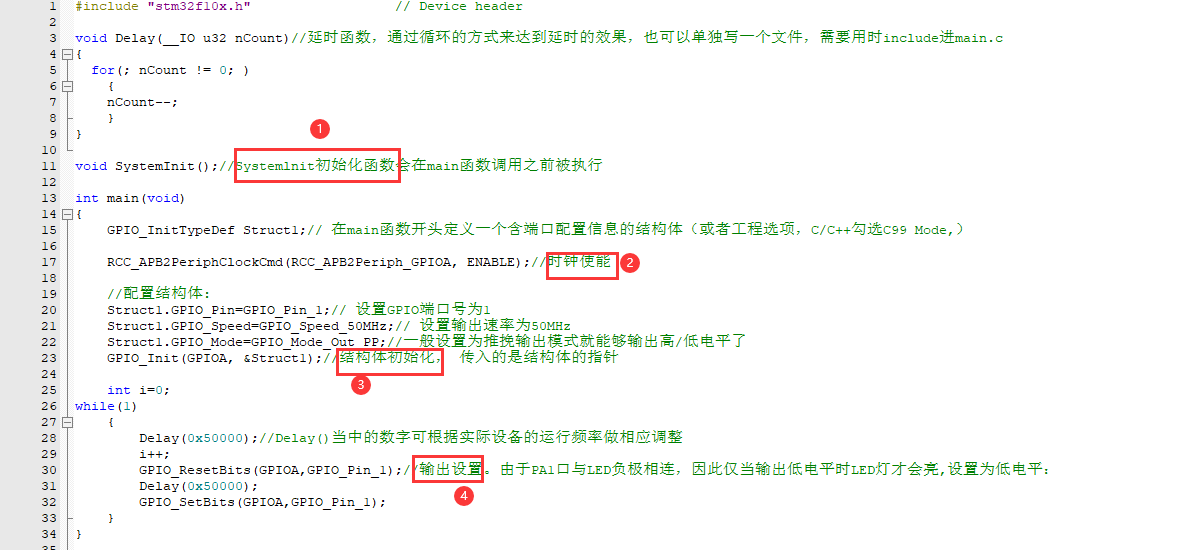 1 #include "stm32f10x.h" // Device header
2
3 void Delay(__IO u32 nCount)//延时函数，通过循环的方式来达到延时的效果，也可以单独写一个文件，需要用时include进main.c
4 {
5 for(; nCount != 0; )
6 {
7 nCount--;
8 }
9 }
1
10
11 void SystemInit();//SystemInit初始化函数会在main函数调用之前被执行
12
13 int main(void)
14 {
15 GPIO_InitTypeDef Struct1;// 在main函数开头定义一个含端口配置信息的结构体（或者工程选项，C/C++勾选C99 Mode,）
16
17 RCC_APB2PeriphClockCmd(RCC_APB2Periph_GPIOA, ENABLE);//时钟使能 2
18
19 //配置结构体：
20 Struct1.GPIO_Pin=GPIO_Pin_1;// 设置GPIO端口号为1
21 Struct1.GPIO_Speed=GPIO_Speed_50MHz;// 设置输出速率为50MHz
22 Struct1.GPIO_Mode=GPIO_Mode_Out_PP;//一般设置为推挽输出模式就能够输出高/低电平了
23 GPIO_Init(GPIOA, &Struct1);//结构体初始化， 传入的是结构体的指针
24
3
25 int i=0;
26 while(1)
27 {
28 Delay(0x50000);//Delay()当中的数字可根据实际设备的运行频率做相应调整
29 i++;
30 GPIO_ResetBits(GPIOA,GPIO_Pin_1);//输出设置。由于PA1口与LED负极相连，因此仅当输出低电平时LED灯才会亮,设置为低电平：
31 Delay(0x50000);
4
32 GPIO_SetBits(GPIOA,GPIO_Pin_1);
33 }
34 }
35